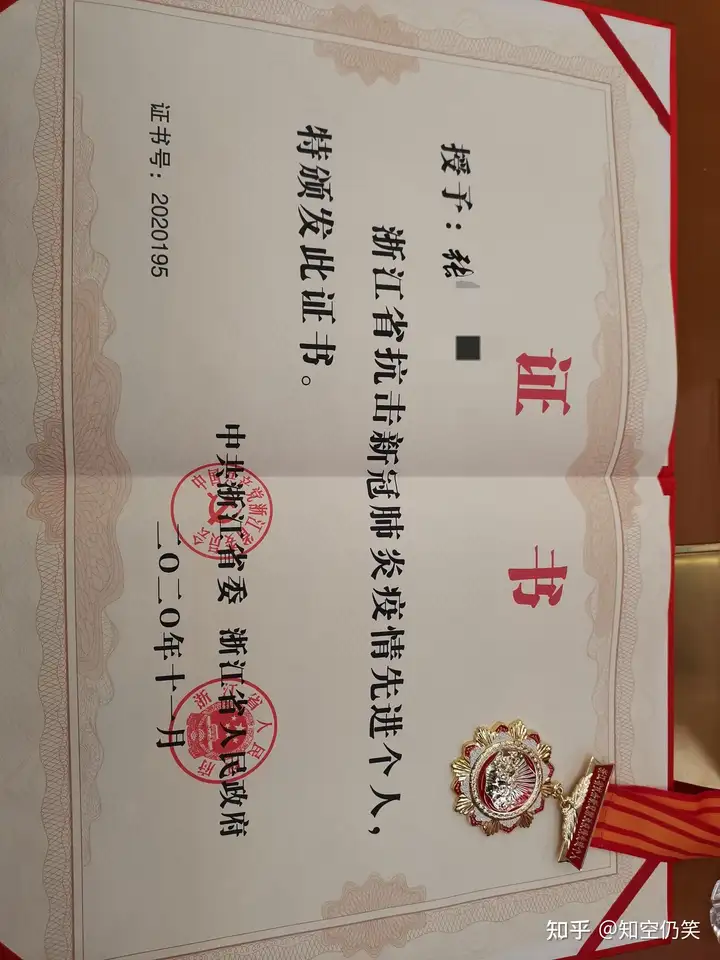 证书
授予：张
浙江省抗击新冠肺炎疫情先进个人，
特颁发此证书。
中共浙江省委 浙江省人民政府
二〇二〇年十一月
证书号：2020195
知乎 @知空仍笑